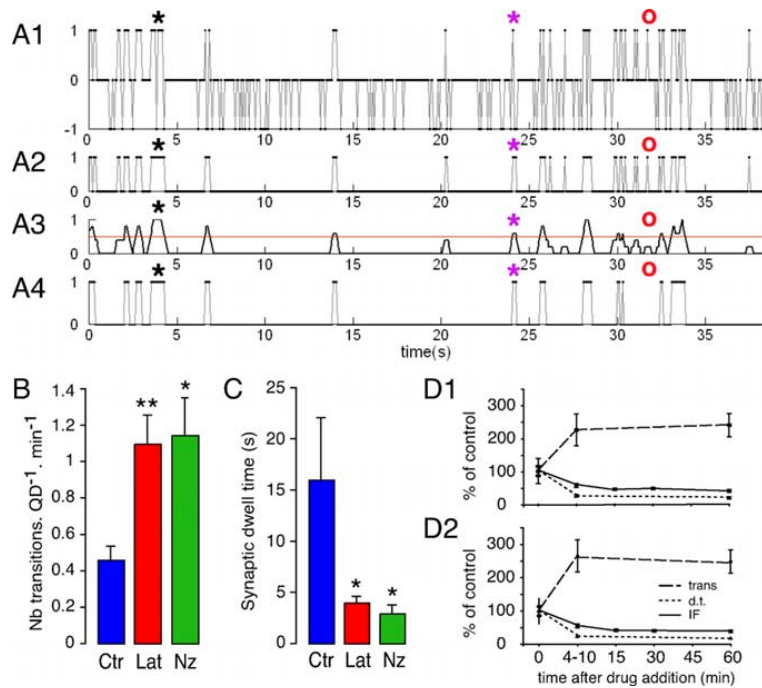 * * o
A1 1
0
-1
0 5 10 15 20 25 30 35
* * o
A2 1
0
0 5 10 15 20 25 30 35
* * o
A3 1
0.5
0
0 5 10 15 20 25 30 35
* * o
A4 1
0
0 5 10 15 20 25 30 35
time(s)
B
Nb transitions. QD-1. min-1
1.4
1.2
1
0.8
0.6
0.4
0.2
0
**
*
Ctr Lat Nz
C
Synaptic dwell time (s)
25
20
15
10
5
0
*
*
Ctr Lat Nz
D1
% of control
300
200
100
0
D2
% of control
300
200
100
0
trans
d.t.
IF
0 4-10 15 30 45 60
time after drug addition (min)